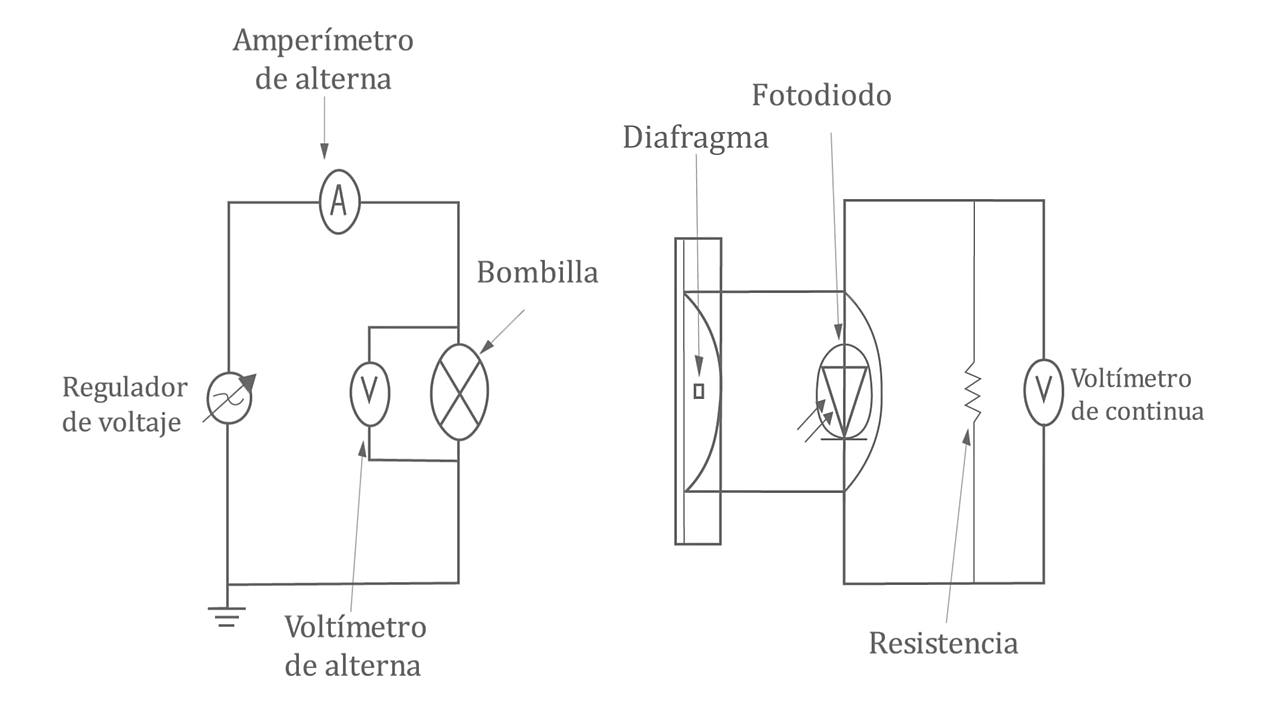 Amperímetro
de alterna
Fotodiodo
Diafragma
A
Bombilla
Regulador
de voltaje
V
V
Voltímetro
de continua
Voltímetro
de alterna
Resistencia